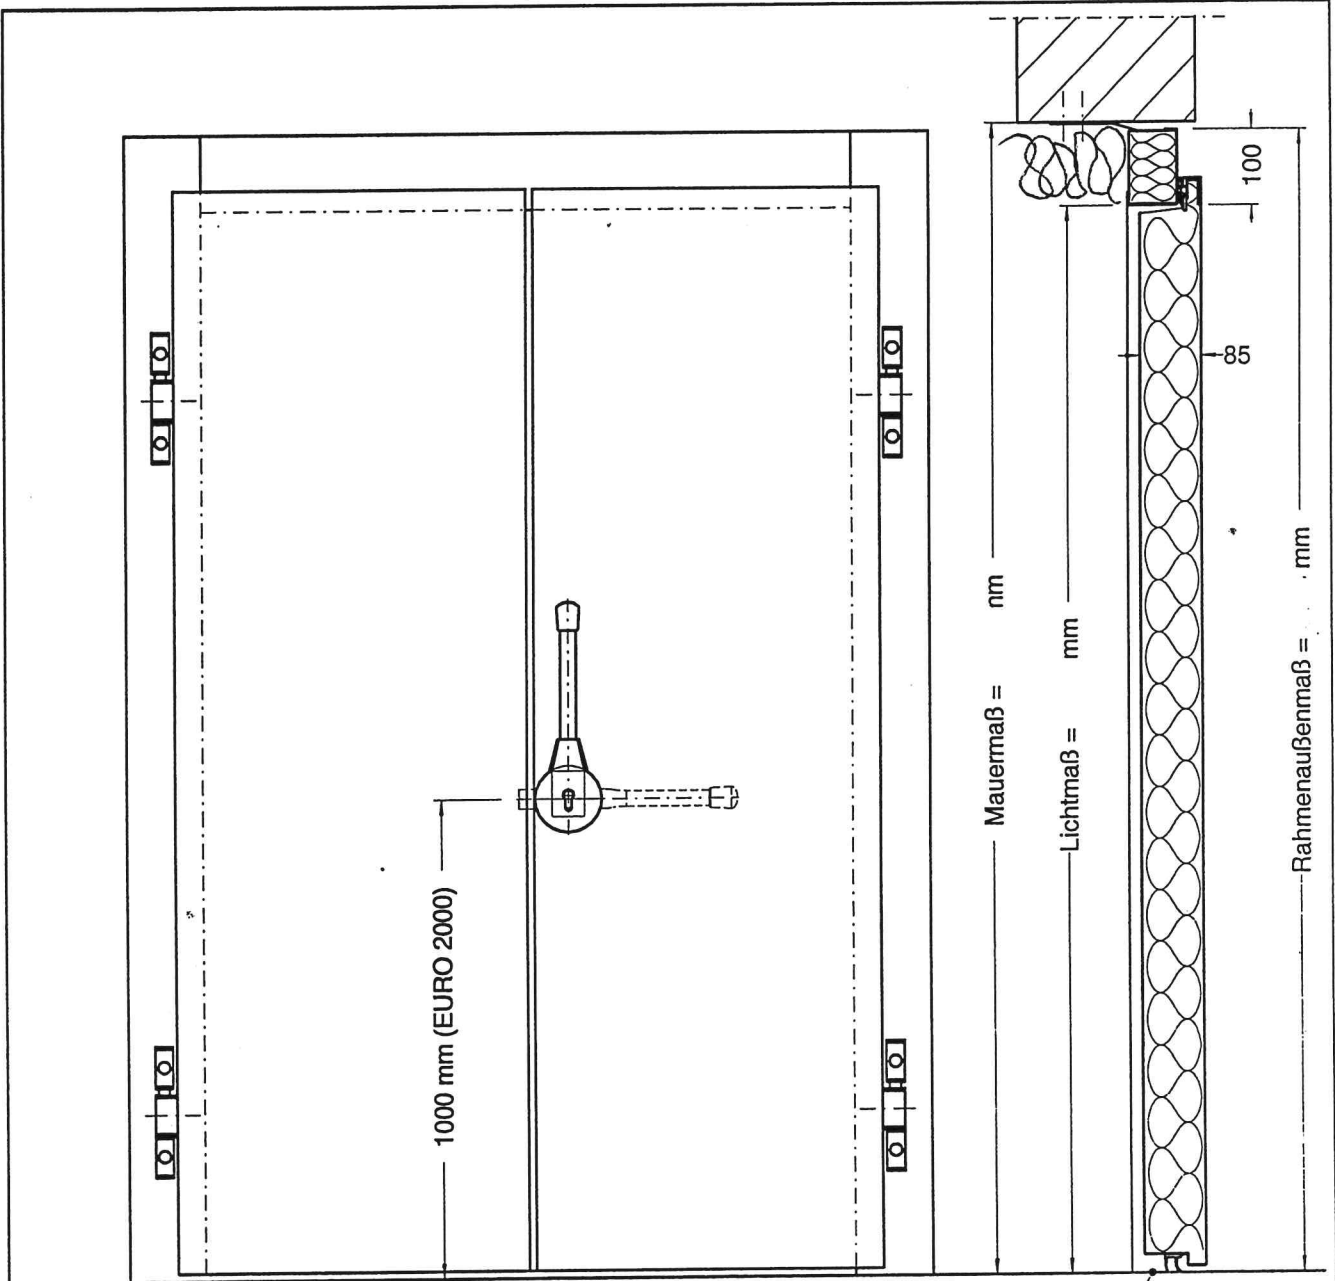 100
85
1000 mm (EURO 2000)
Mauermaß = nm
Lichtmaß = mm
Rahmenaußenmaß = mm